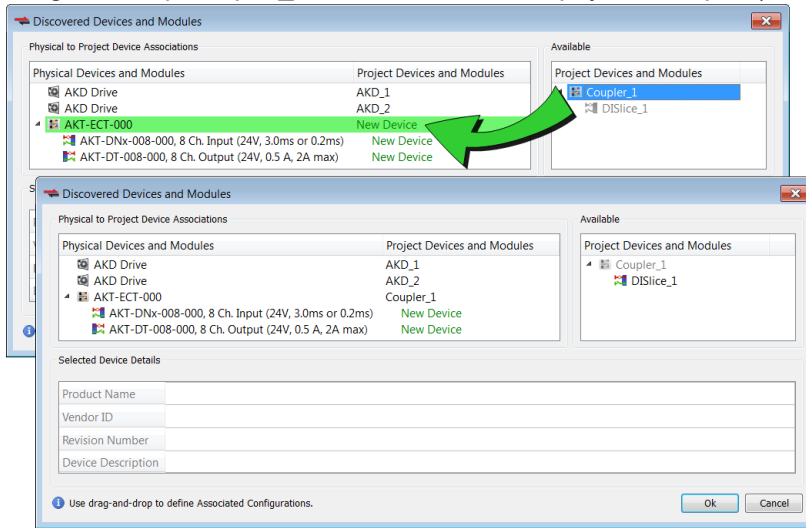 Discovered Devices and Modules
Physical to Project Device Associations
Available
Physical Devices and Modules
Project Devices and Modules
Project Devices and Modules
AKD Drive
AKD_1
Coupler_1
AKD Drive
AKD_2
DISlice_1
AKT-ECT-000
New Device
AKT-DNx-008-000, 8 Ch. Input (24V, 3.0ms or 0.2ms)
New Device
AKT-DT-008-000, 8 Ch. Output (24V, 0.5 A, 2A max)
New Device
Discovered Devices and Modules
Physical to Project Device Associations
Available
Physical Devices and Modules
Project Devices and Modules
Project Devices and Modules
AKD Drive
AKD_1
Coupler_1
AKD Drive
AKD_2
DISlice_1
AKT-ECT-000
Coupler_1
AKT-DNx-008-000, 8 Ch. Input (24V, 3.0ms or 0.2ms)
New Device
AKT-DT-008-000, 8 Ch. Output (24V, 0.5 A, 2A max)
New Device
Selected Device Details
Product Name
Vendor ID
Revision Number
Device Description
Use drag-and-drop to define Associated Configurations.
Ok
Cancel